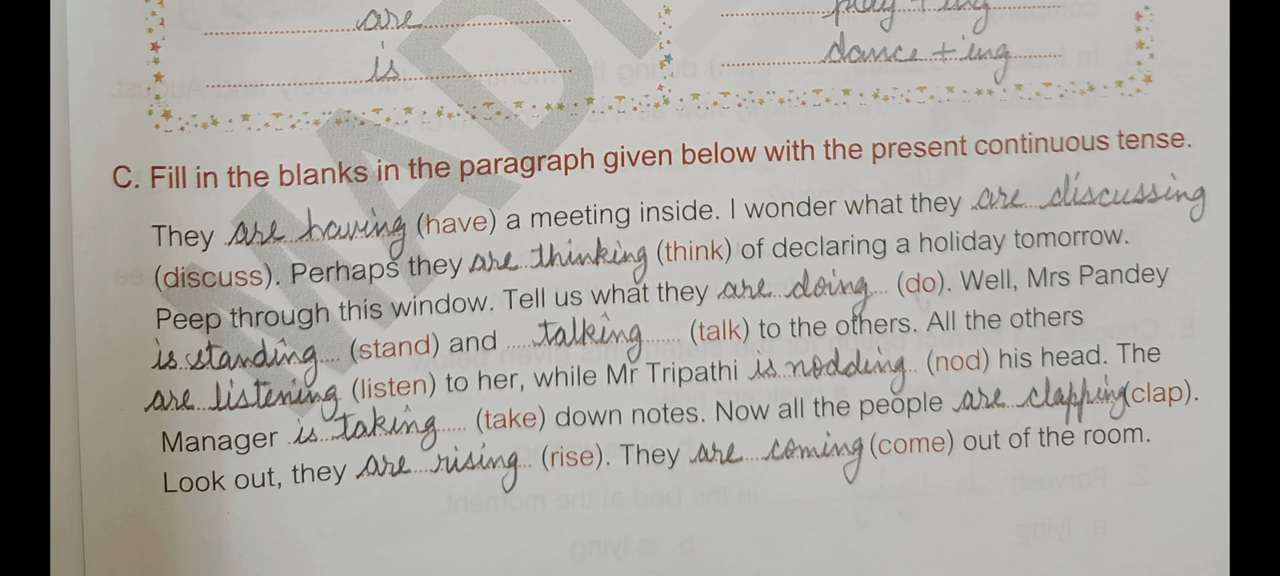 are
play + ing
is
dance + ing
MAD
C. Fill in the blanks in the paragraph given below with the present continuous tense.
They are having (have) a meeting inside. I wonder what they are discussing
(discuss). Perhaps they are thinking (think) of declaring a holiday tomorrow.
Peep through this window. Tell us what they are doing (do). Well, Mrs Pandey
is standing (stand) and talking (talk) to the others. All the others
are listening (listen) to her, while Mr Tripathi is nodding (nod) his head. The
Manager is taking (take) down notes. Now all the people are clapping (clap).
Look out, they are rising (rise). They are coming (come) out of the room.